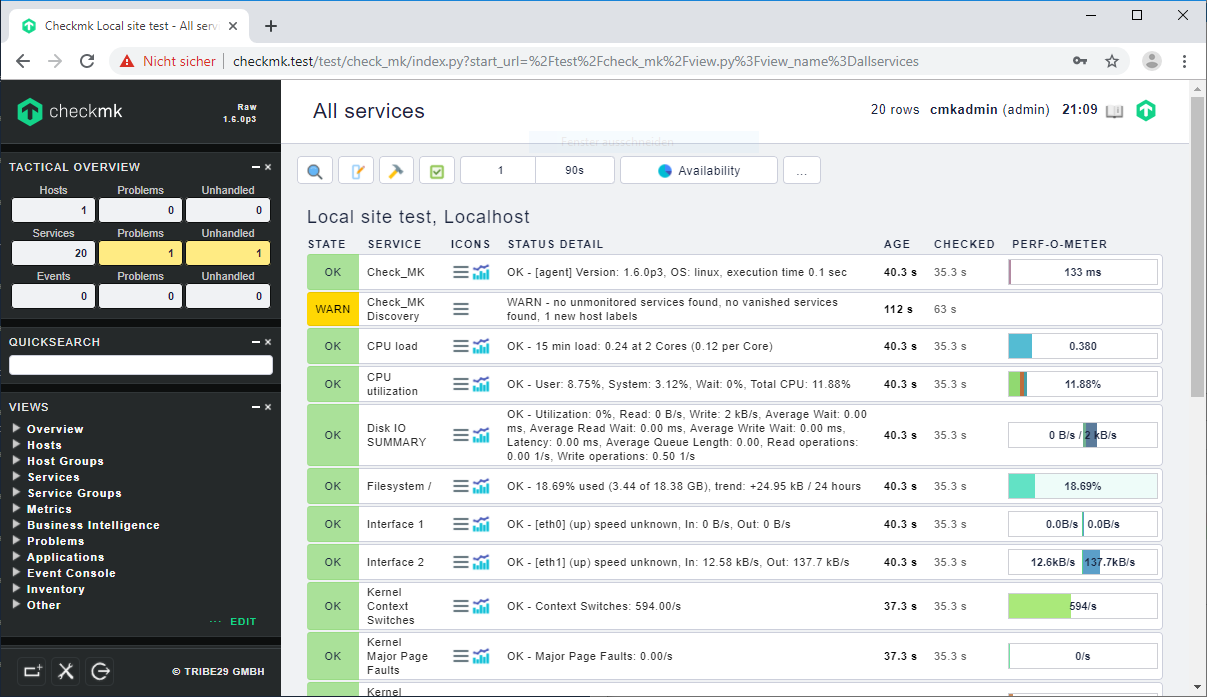 Checkmk Local site test - All serv
Nicht sicher
checkmk.test/test/check_mk/index.py?start_url=%2Ftest%2Fcheck_mk%2Fview.py%3Fview_name%3Dallservices
checkmk
Raw
1.6.0p3
All services
20 rows cmkadmin (admin) 21:09
Fenster ausschneiden
TACTICAL OVERVIEW
Hosts Problems Unhandled
1 0 0
Services Problems Unhandled
20 1 1
Events Problems Unhandled
0 0 0
QUICKSEARCH
VIEWS
Overview
Hosts
Host Groups
Services
Service Groups
Metrics
Business Intelligence
Problems
Applications
Event Console
Inventory
Other
... EDIT
© TRIBE29 GMBH
1 90s Availability ...
Local site test, Localhost
STATE SERVICE ICONS STATUS DETAIL AGE CHECKED PERF-O-METER
OK Check_MK OK - [agent] Version: 1.6.0p3, OS: linux, execution time 0.1 sec 40.3 s 35.3 s 133 ms
WARN Check_MK Discovery WARN - no unmonitored services found, no vanished services
found, 1 new host labels 112 s 63 s
OK CPU load OK - 15 min load: 0.24 at 2 Cores (0.12 per Core) 40.3 s 35.3 s 0.380
OK CPU utilization OK - User: 8.75%, System: 3.12%, Wait: 0%, Total CPU: 11.88% 40.3 s 35.3 s 11.88%
OK Disk IO SUMMARY OK - Utilization: 0%, Read: 0 B/s, Write: 2 kB/s, Average Wait: 0.00
ms, Average Read Wait: 0.00 ms, Average Write Wait: 0.00 ms,
Latency: 0.00 ms, Average Queue Length: 0.00, Read operations:
0.00 1/s, Write operations: 0.50 1/s 40.3 s 35.3 s 0 B/s / 2 kB/s
OK Filesystem / OK - 18.69% used (3.44 of 18.38 GB), trend: +24.95 kB / 24 hours 40.3 s 35.3 s 18.69%
OK Interface 1 OK - [eth0] (up) speed unknown, In: 0 B/s, Out: 0 B/s 40.3 s 35.3 s 0.0B/s 0.0B/s
OK Interface 2 OK - [eth1] (up) speed unknown, In: 12.58 kB/s, Out: 137.7 kB/s 40.3 s 35.3 s 12.6kB/s 137.7kB/s
OK Kernel Context Switches OK - Context Switches: 594.00/s 37.3 s 35.3 s 594/s
OK Kernel Major Page Faults OK - Major Page Faults: 0.00/s 37.3 s 35.3 s 0/s
Kernel